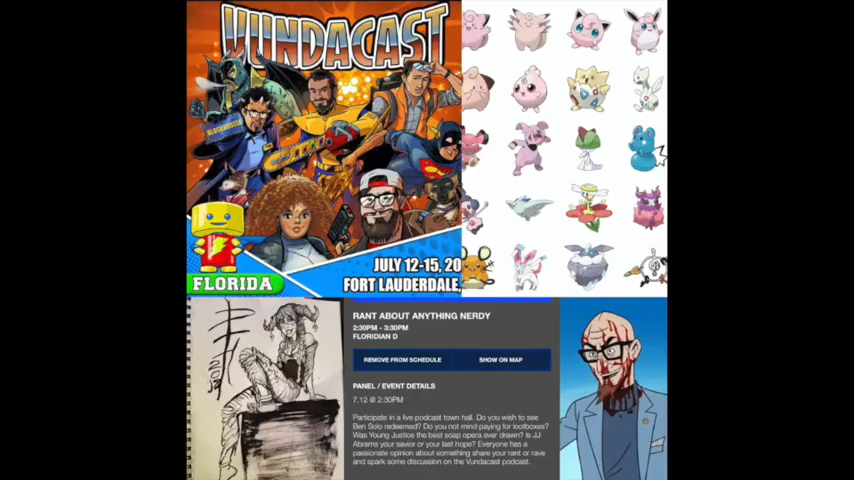 VUNDACAST
BLOCKBUSTER
FLORIDA
JULY 12-15, 20
FORT LAUDERDALE,
RANT ABOUT ANYTHING NERDY
2:30PM - 3:30PM
FLORIDIAN D
REMOVE FROM SCHEDULE
SHOW ON MAP
PANEL / EVENT DETAILS
7.12 @ 2:30PM
Participate in a live podcast town hall. Do you wish to see
Ben Solo redeemed? Do you not mind paying for lootboxes?
Was Young Justice the best soap opera ever drawn? Is JJ
Abrams your savior or your last hope? Everyone has a
passionate opinion about something share your rant or rave
and spark some discussion on the Vundacast podcast.